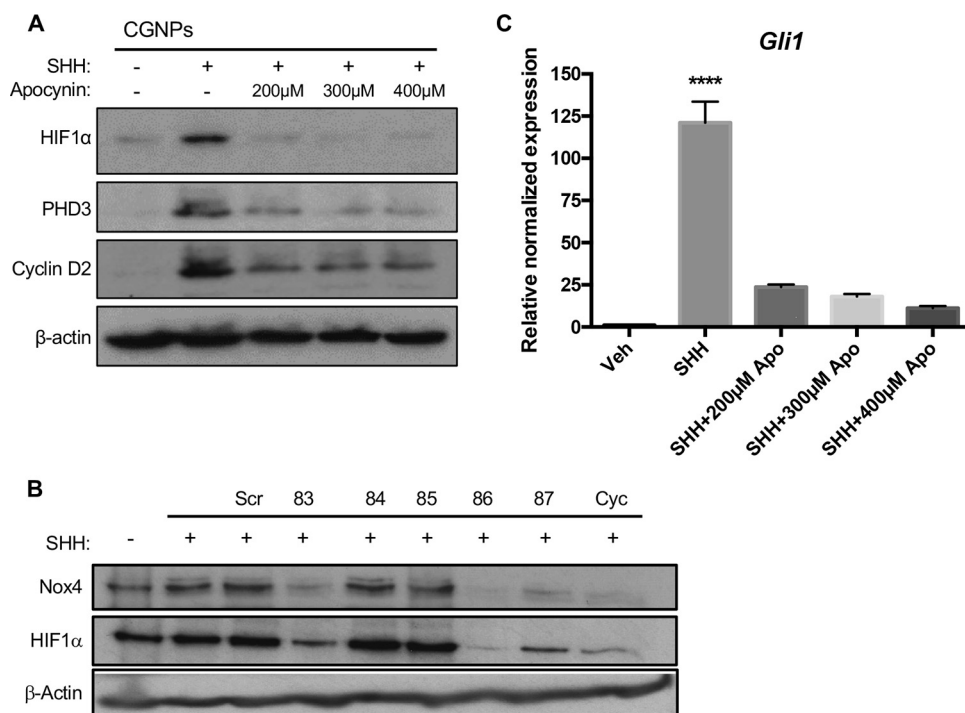 A
CGNPs
SHH: - + + + +
Apocynin: - - 200µM 300µM 400µM
HIF1α
PHD3
Cyclin D2
β-actin
C
Gli1
****
Relative normalized expression
150
125
100
75
50
25
0
Veh
SHH
SHH+200µM Apo
SHH+300µM Apo
SHH+400µM Apo
B
Scr 83 84 85 86 87 Cyc
SHH: - + + + + + + + +
Nox4
HIF1α
β-Actin